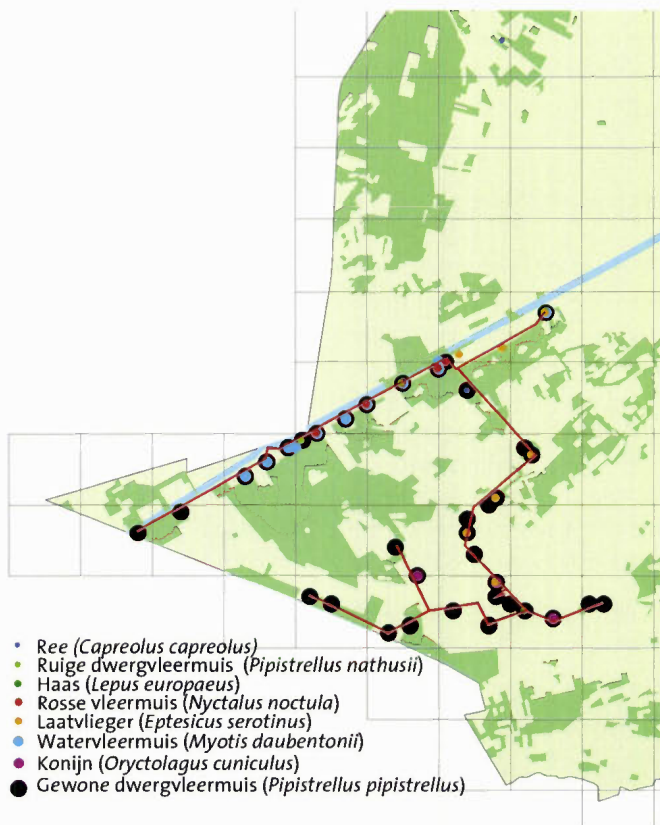 Ree (Capreolus capreolus)
Ruige dwergvleermuis (Pipistrellus nathusii)
Haas (Lepus europaeus)
Rosse vleermuis (Nyctalus noctula)
Laatvlieger (Eptesicus serotinus)
Watervleermuis (Myotis daubentonii)
Konijn (Oryctolagus cuniculus)
Gewone dwergvleermuis (Pipistrellus pipistrellus)